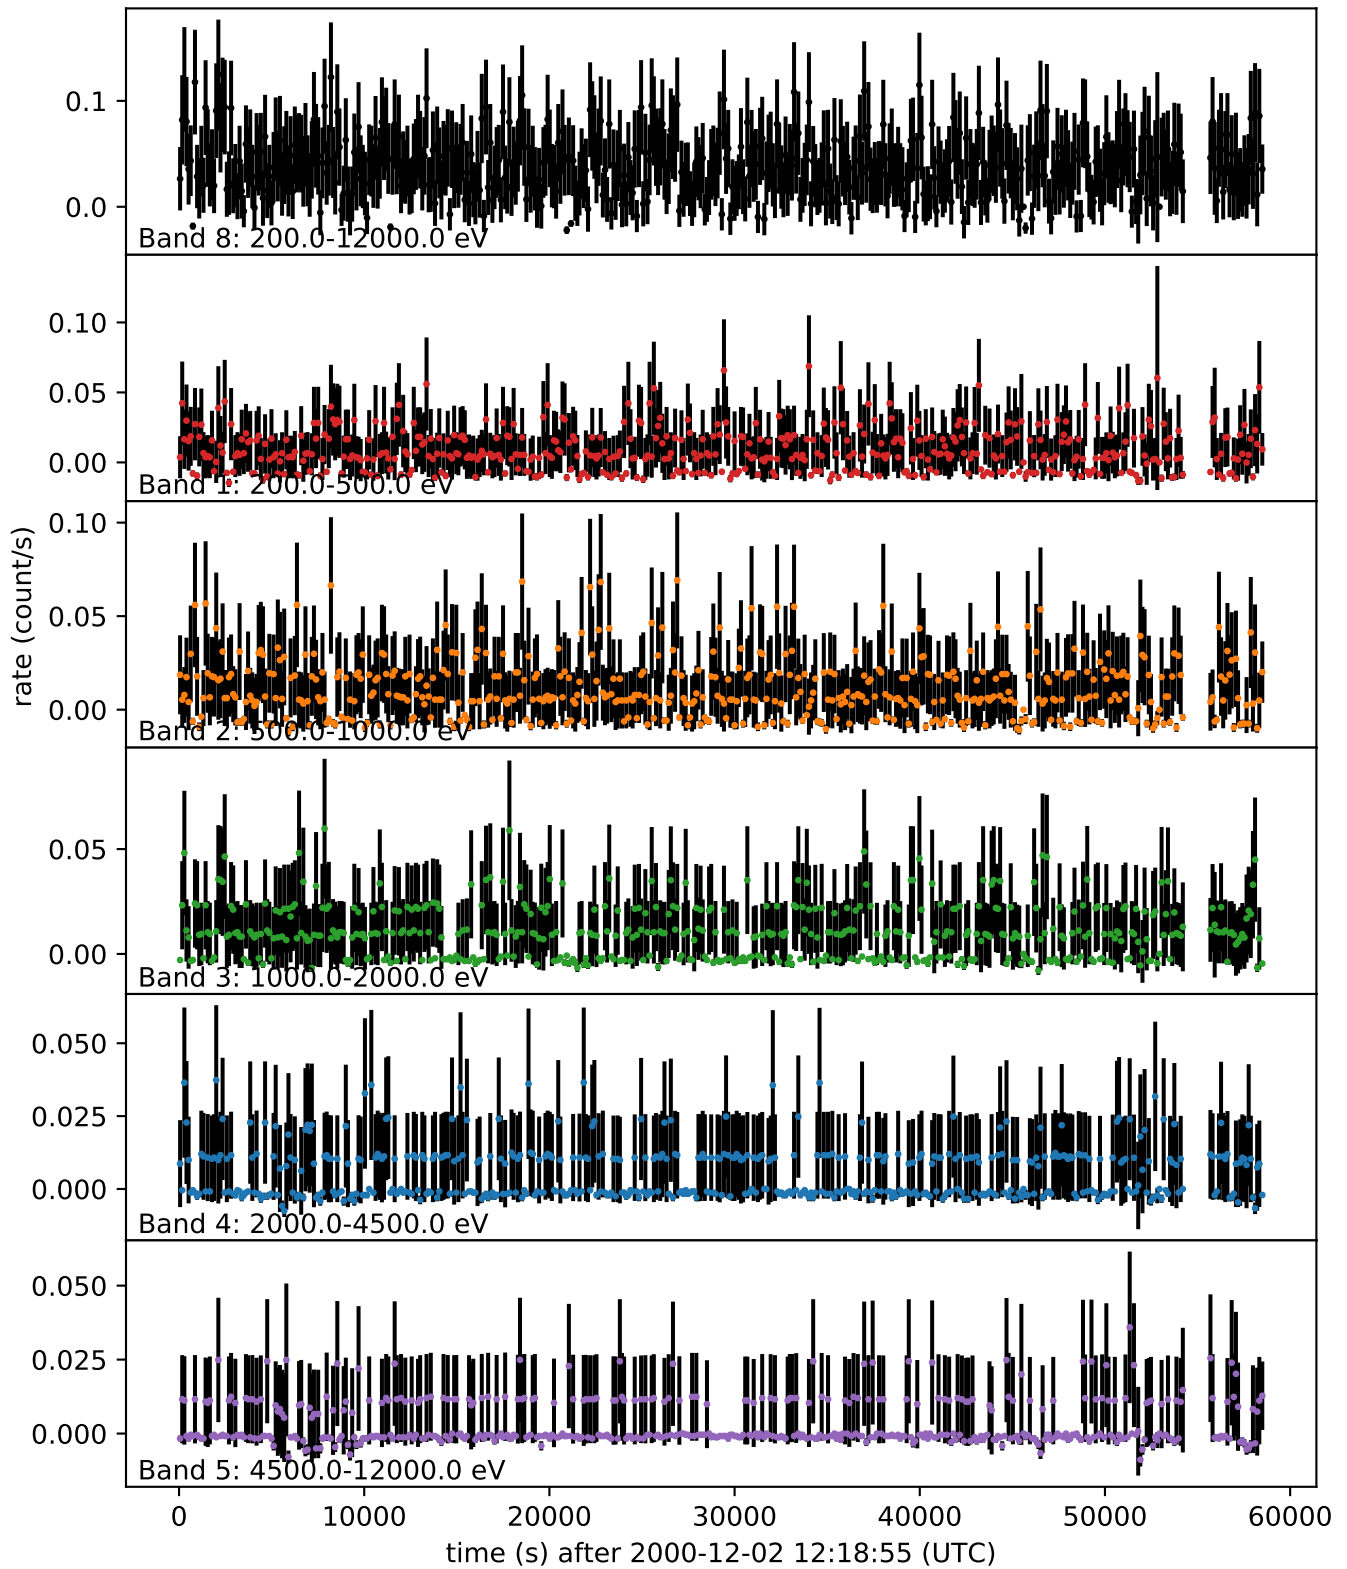 0.1
0.0
Band 8: 200.0-12000.0 eV
0.10
0.05
0.00
Band 1: 200.0-500.0 eV
0.10
0.05
0.00
Band 2: 500.0-1000.0 eV
rate (count/s)
0.05
0.00
Band 3: 1000.0-2000.0 eV
0.050
0.025
0.000
Band 4: 2000.0-4500.0 eV
0.050
0.025
0.000
Band 5: 4500.0-12000.0 eV
0 10000 20000 30000 40000 50000 60000
time (s) after 2000-12-02 12:18:55 (UTC)